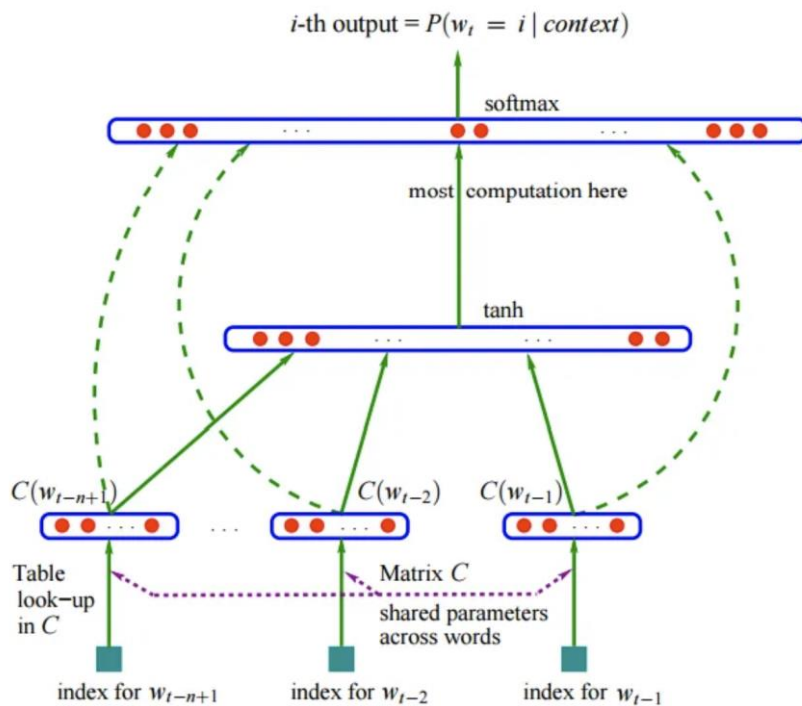 i-th output = P(w_t = i | context)
softmax
. . .
. . .
most computation here
tanh
. . .
. . .
C(w_{t−n+1})
C(w_{t−2})
C(w_{t−1})
. . .
. . .
. . .
. . .
Table
look−up
in C
Matrix C
shared parameters
across words
index for w_{t−n+1}
index for w_{t−2}
index for w_{t−1}